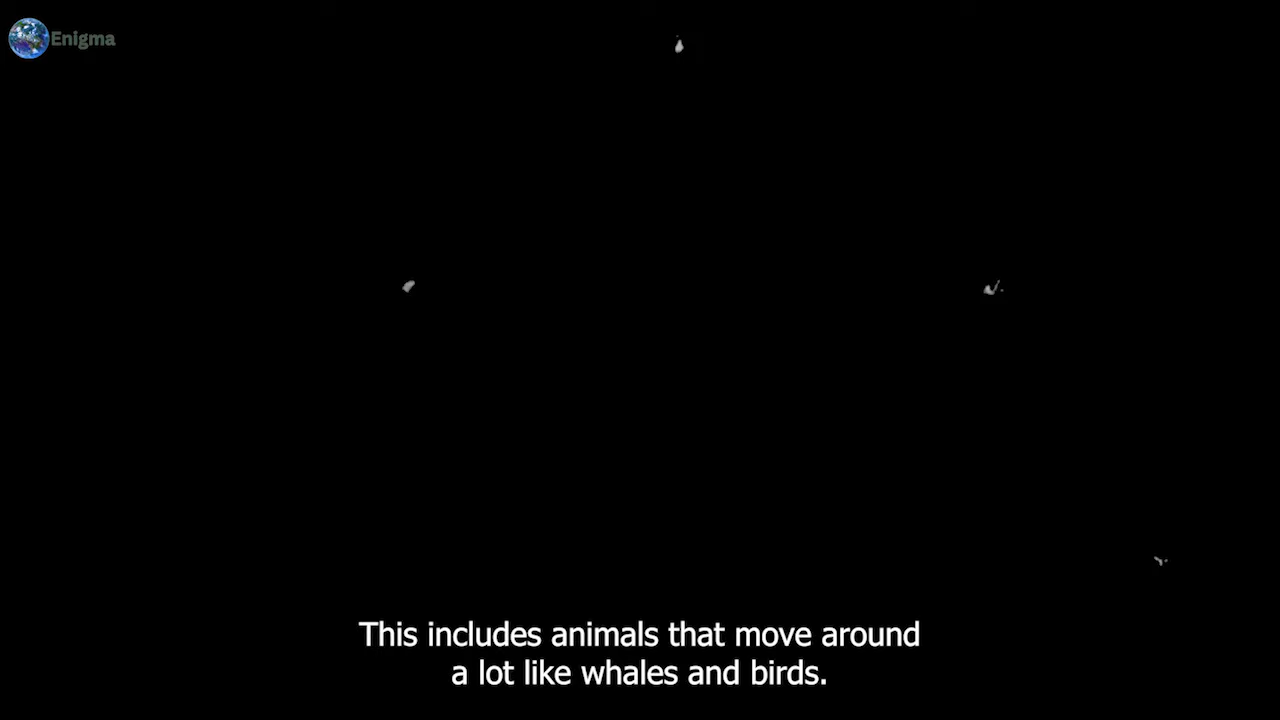 Enigma
This includes animals that move around
a lot like whales and birds.